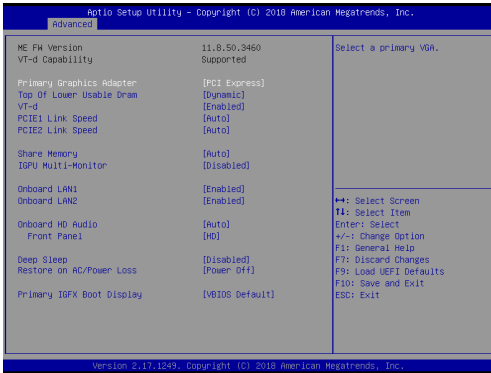 Aptio Setup Utility - Copyright (C) 2018 American Megatrends, Inc.
Advanced
ME FW Version 11.8.50.3460
VT-d Capability Supported
Primary Graphics Adapter [PCI Express]
Top Of Lower Usable Dram [Dynamic]
VT-d [Enabled]
PCIE1 Link Speed [Auto]
PCIE2 Link Speed [Auto]
Share Memory [Auto]
IGPU Multi-Monitor [Disabled]
Onboard LAN1 [Enabled]
Onboard LAN2 [Enabled]
Onboard HD Audio [Auto]
Front Panel [HD]
Deep Sleep [Disabled]
Restore on AC/Power Loss [Power Off]
Primary IGFX Boot Display [VBIOS Default]
Select a primary VGA.
↔: Select Screen
↑↓: Select Item
Enter: Select
+/-: Change Option
F1: General Help
F7: Discard Changes
F9: Load UEFI Defaults
F10: Save and Exit
ESC: Exit
Version 2.17.1249. Copyright (C) 2018 American Megatrends, Inc.